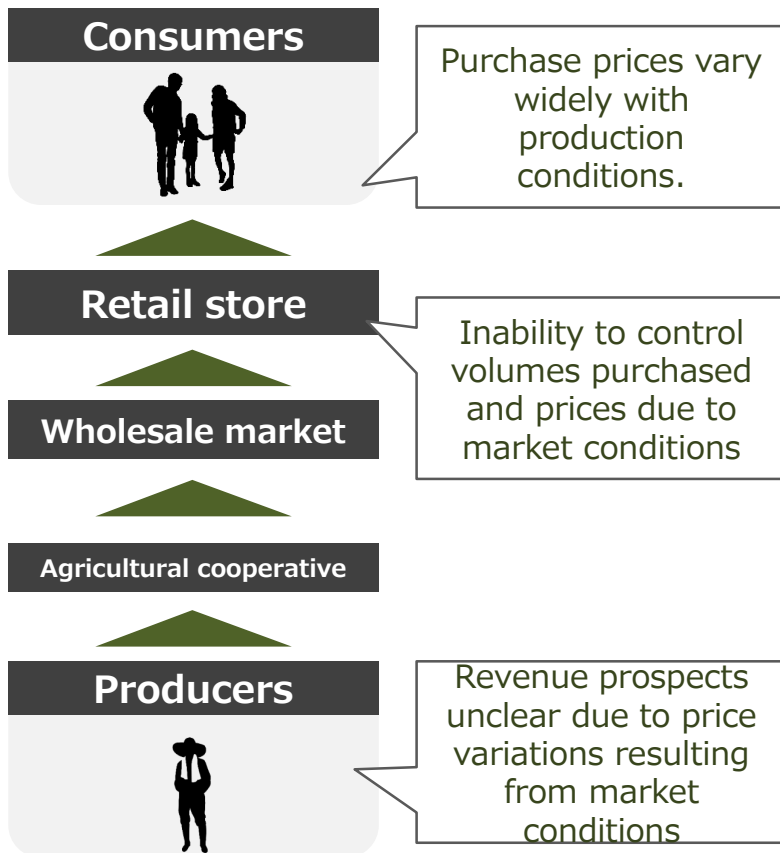 Consumers
Purchase prices vary
widely with
production
conditions.
Retail store
Inability to control
volumes purchased
and prices due to
market conditions
Wholesale market
Agricultural cooperative
Producers
Revenue prospects
unclear due to price
variations resulting
from market
conditions